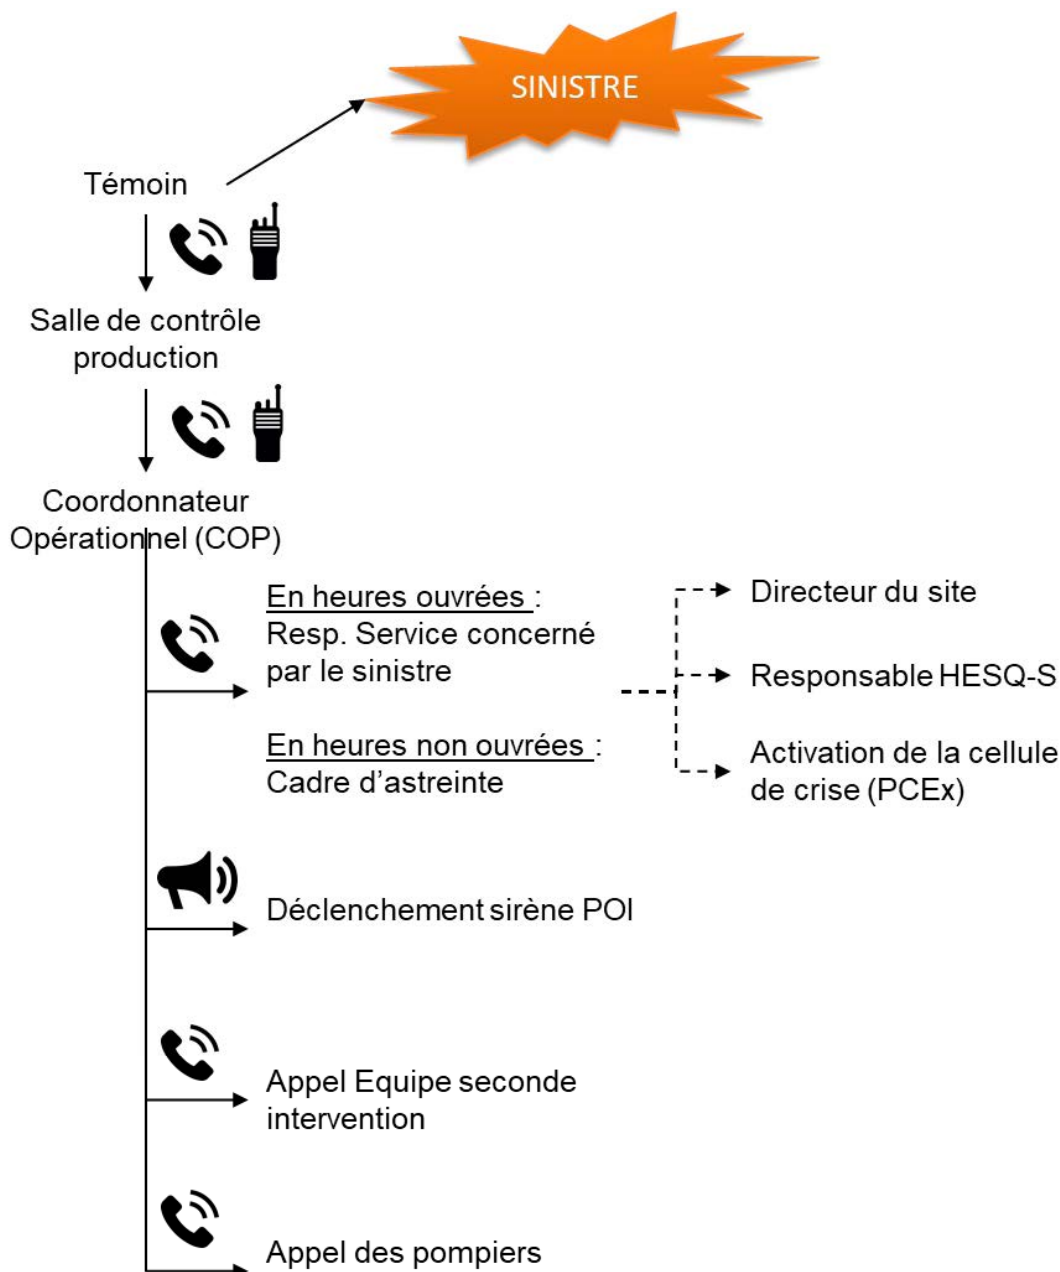 SINISTRE
Témoin
Salle de contrôle
production
Coordonnateur
Opérationnel (COP)
En heures ouvrées :
Resp. Service concerné
par le sinistre
En heures non ouvrées :
Cadre d’astreinte
Directeur du site
Responsable HESQ-S
Activation de la cellule
de crise (PCEx)
Déclenchement sirène POI
Appel Equipe seconde
intervention
Appel des pompiers